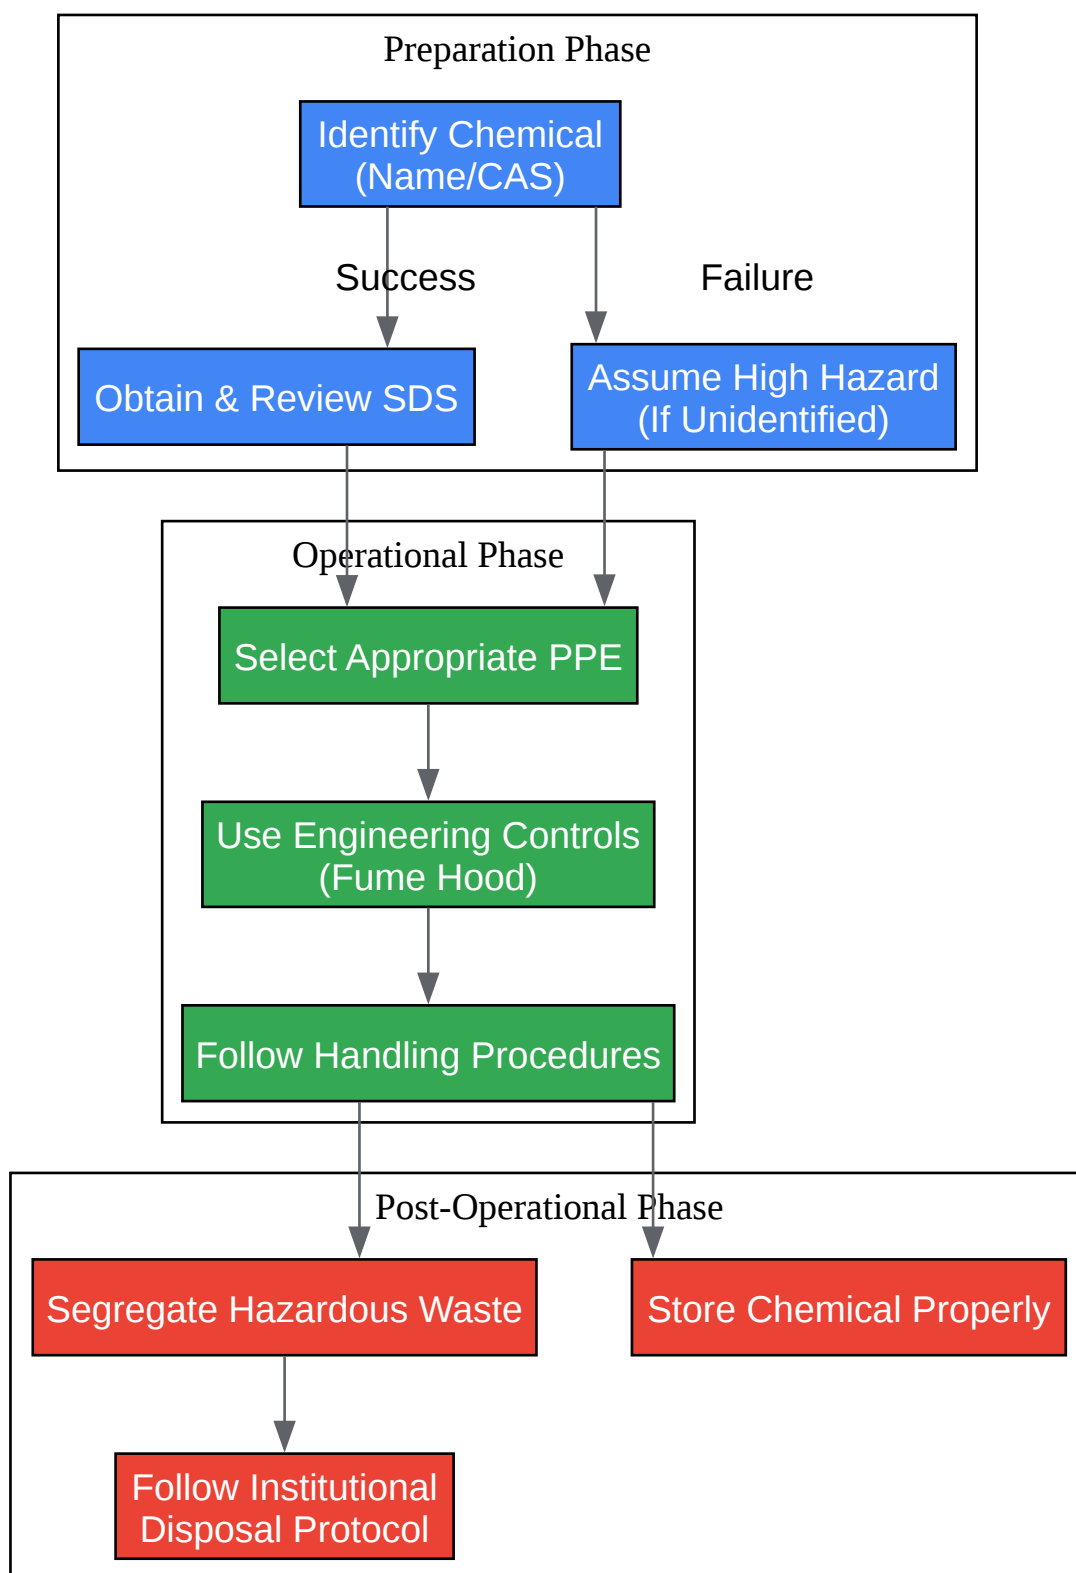 Preparation Phase
Identify Chemical
(Name/CAS)
Success
Failure
Obtain & Review SDS
Assume High Hazard
(If Unidentified)
Operational Phase
Select Appropriate PPE
Use Engineering Controls
(Fume Hood)
Follow Handling Procedures
Post-Operational Phase
Segregate Hazardous Waste
Store Chemical Properly
Follow Institutional
Disposal Protocol